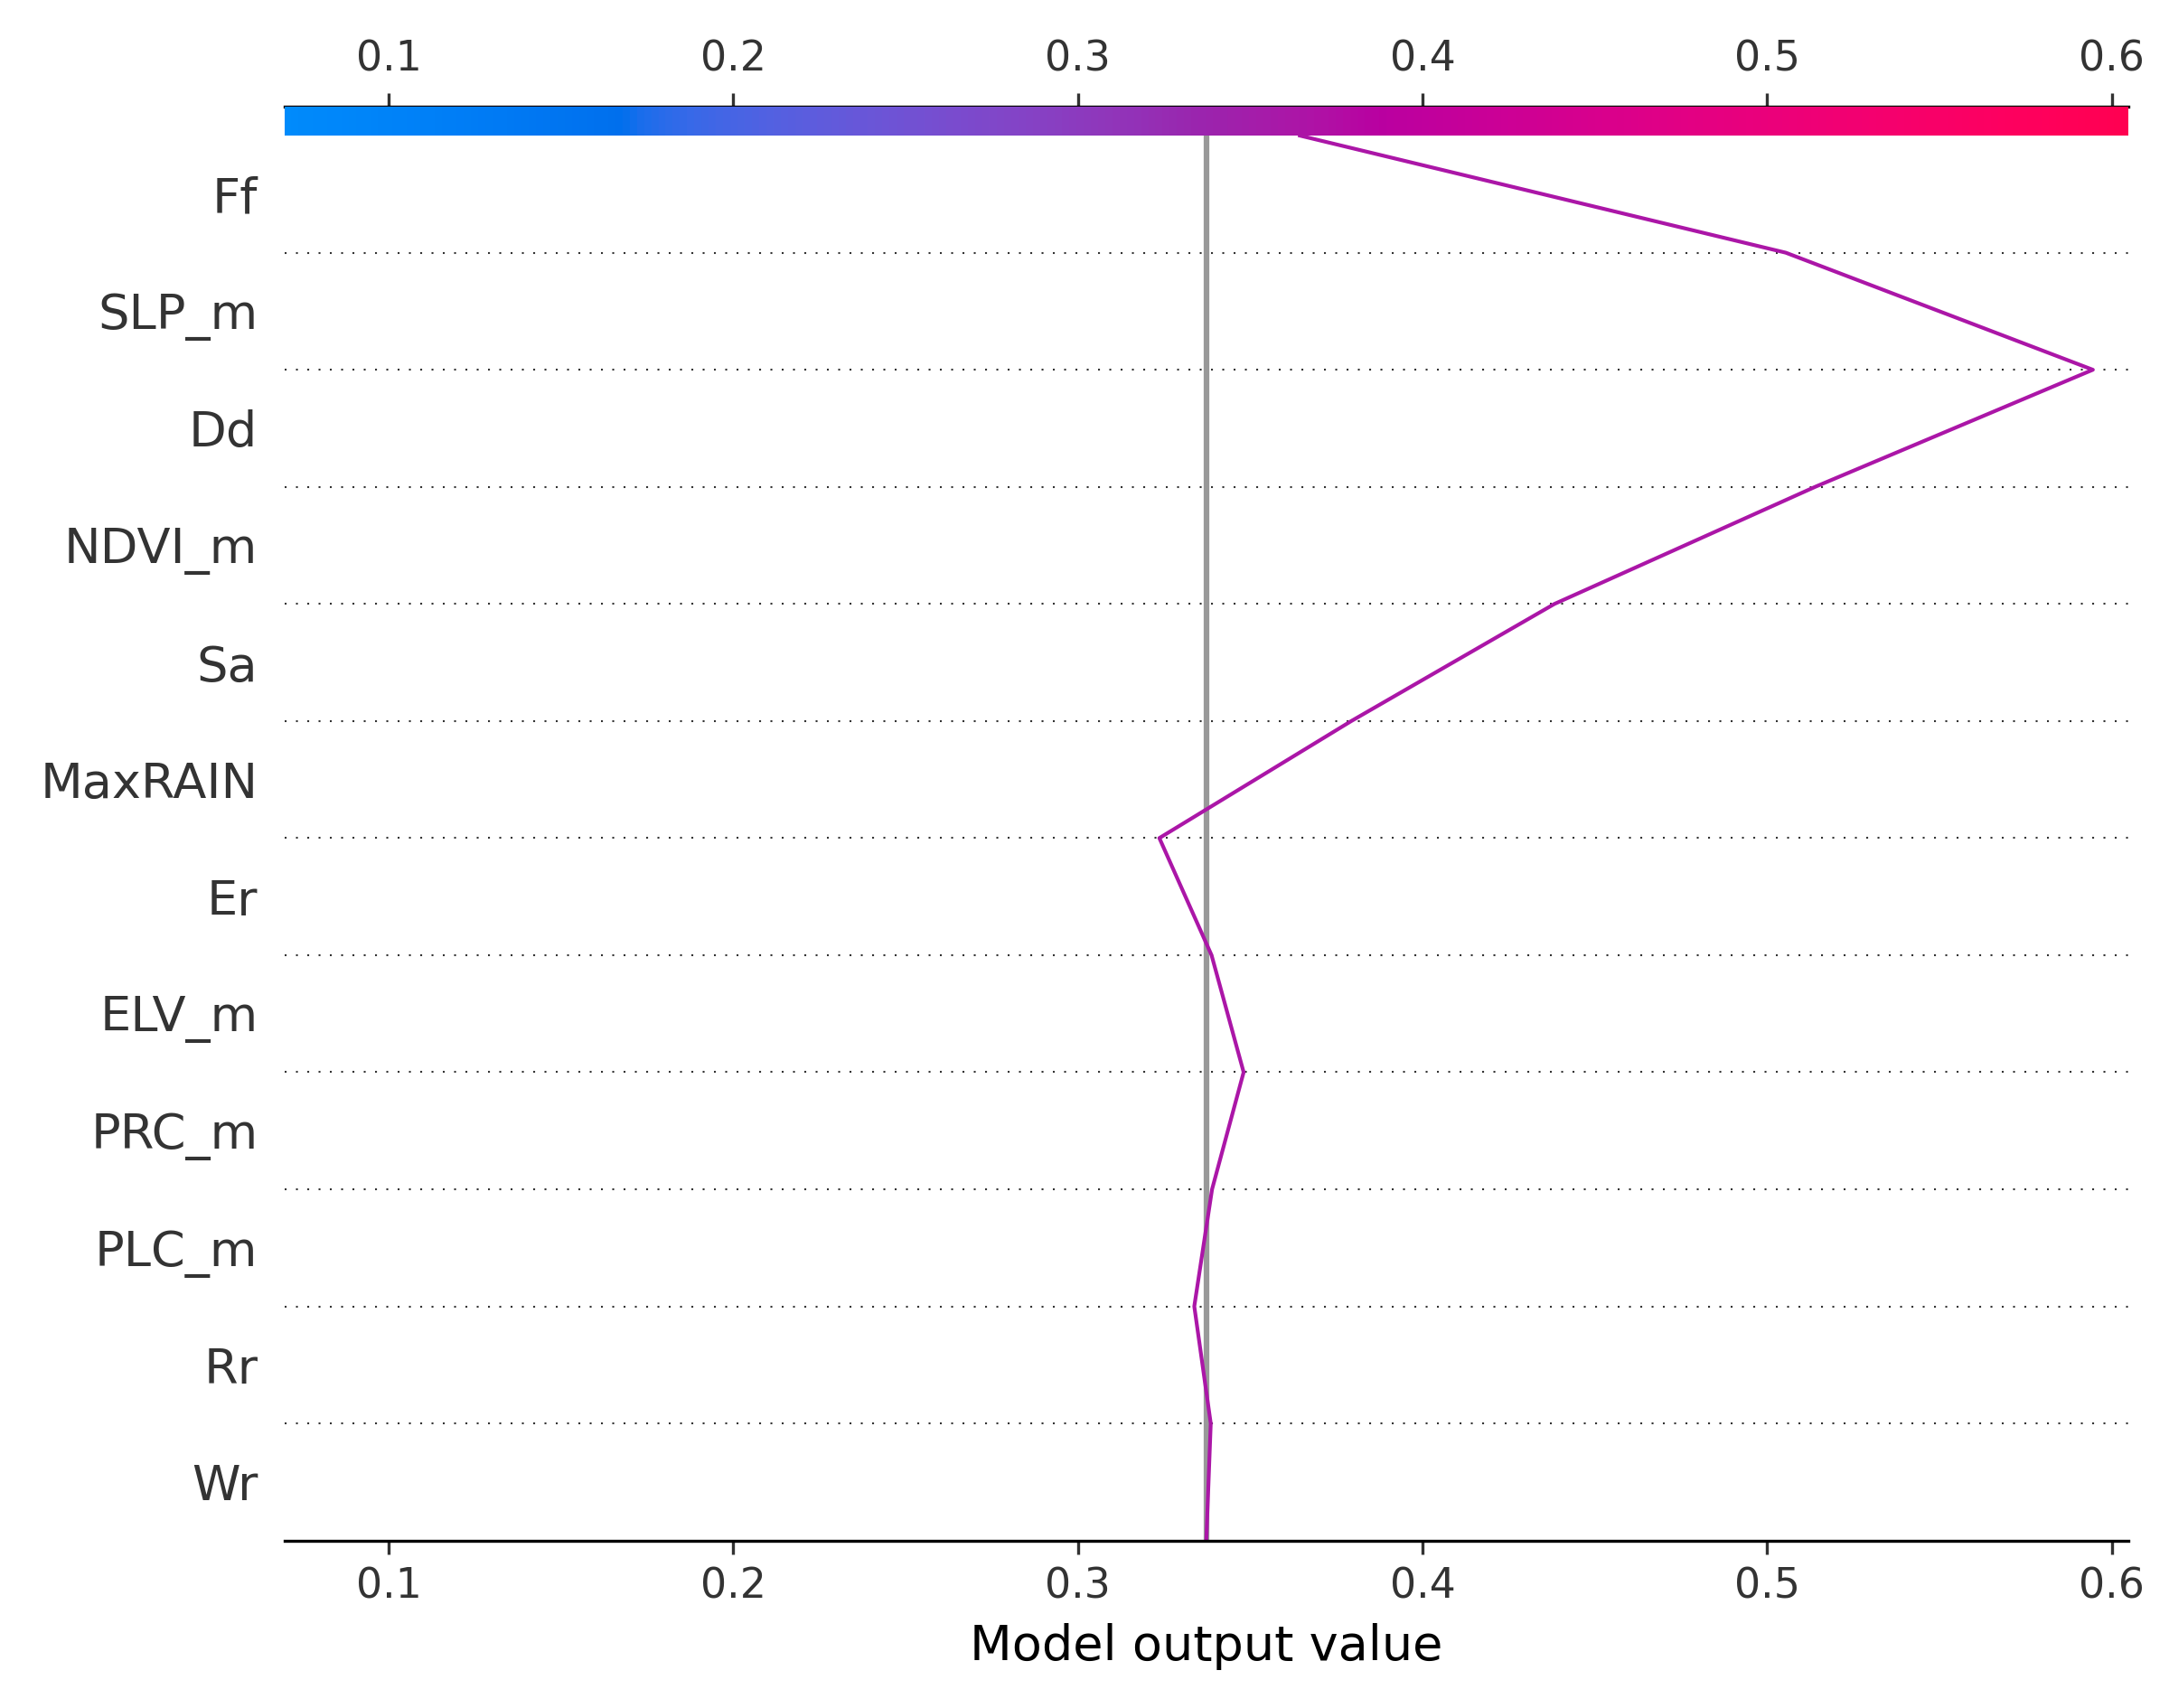 0.1 0.2 0.3 0.4 0.5 0.6
Ff
SLP_m
Dd
NDVI_m
Sa
MaxRAIN
Er
ELV_m
PRC_m
PLC_m
Rr
Wr
0.1 0.2 0.3 0.4 0.5 0.6
Model output value